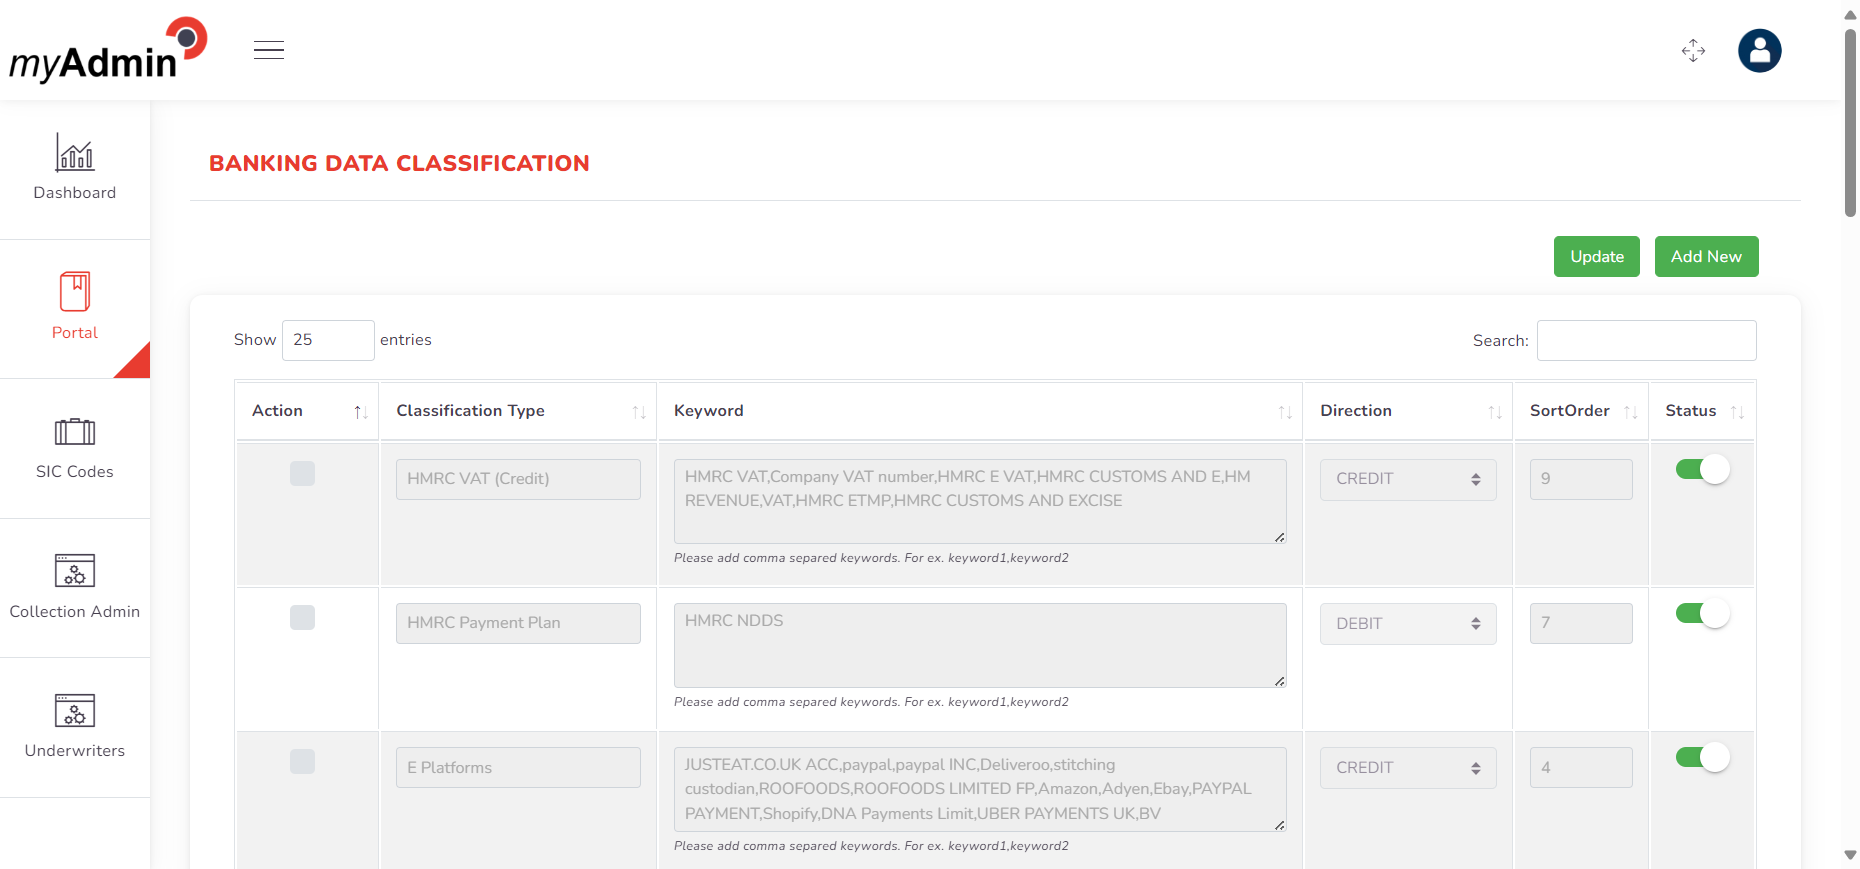 myAdmin
Dashboard
Portal
SIC Codes
Collection Admin
Underwriters
BANKING DATA CLASSIFICATION
Update Add New
Show 25 entries Search:
Action Classification Type Keyword Direction SortOrder Status
HMRC VAT (Credit)
HMRC VAT,Company VAT number,HMRC E VAT,HMRC CUSTOMS AND E,HM
REVENUE,VAT,HMRC ETMP,HMRC CUSTOMS AND EXCISE
CREDIT
9
Please add comma separed keywords. For ex. keyword1,keyword2
HMRC Payment Plan
HMRC NDDS
DEBIT
7
Please add comma separed keywords. For ex. keyword1,keyword2
E Platforms
JUSTEAT.CO.UK ACC,paypal,paypal INC,Deliveroo,stitching
custodian,ROOFOODS,ROOFOODS LIMITED FP,Amazon,Adyen,Ebay,PAYPAL
PAYMENT,Shopify,DNA Payments Limit,UBER PAYMENTS UK,BV
CREDIT
4
Please add comma separed keywords. For ex. keyword1,keyword2